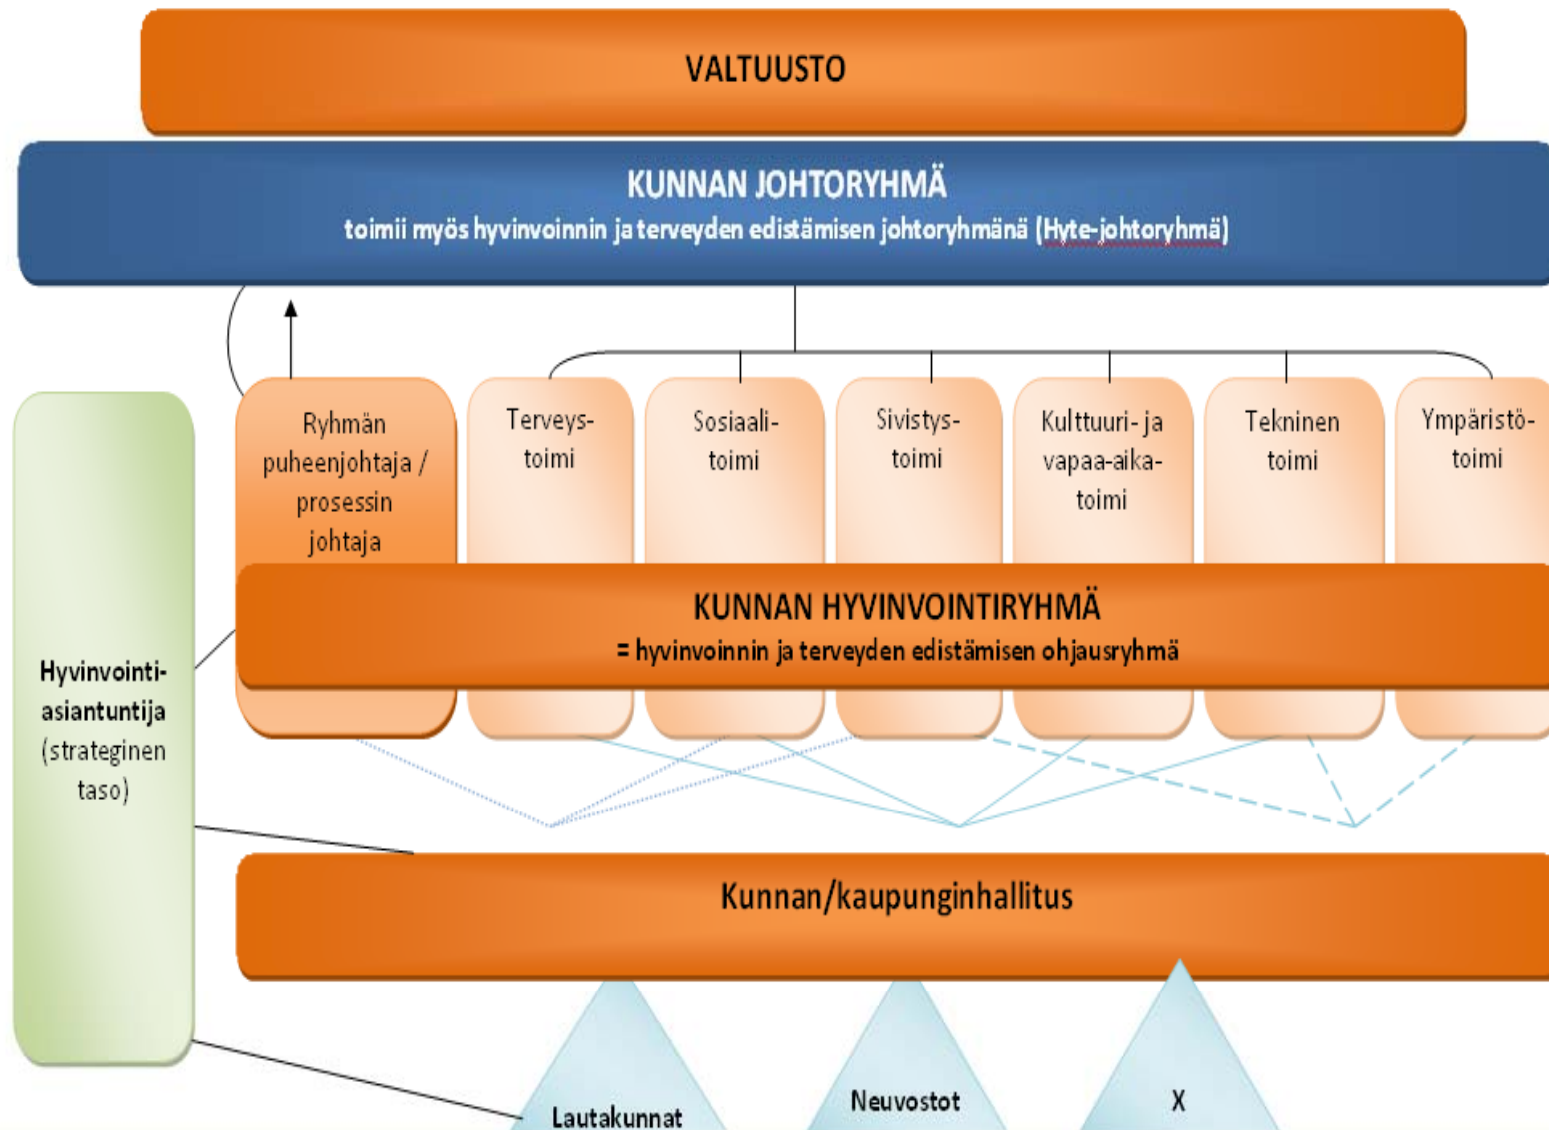 VALTUUSTO
KUNNAN JOHTORYHMÄ
toimii myös hyvinvoinnin ja terveyden edistämisen johtoryhmänä (Hyte-johtoryhmä)
Ryhmän
puheenjohtaja /
prosessin
johtaja
Terveys-
toimi
Sosiaali-
toimi
Sivistys-
toimi
Kulttuuri- ja
vapaa-aika-
toimi
Tekninen
toimi
Ympäristö-
toimi
KUNNAN HYVINVOINTIRYHMÄ
= hyvinvoinnin ja terveyden edistämisen ohjausryhmä
Hyvinvointi-
asiantuntija
(strateginen
taso)
Kunnan/kaupunginhallitus
Lautakunnat
Neuvostot
X